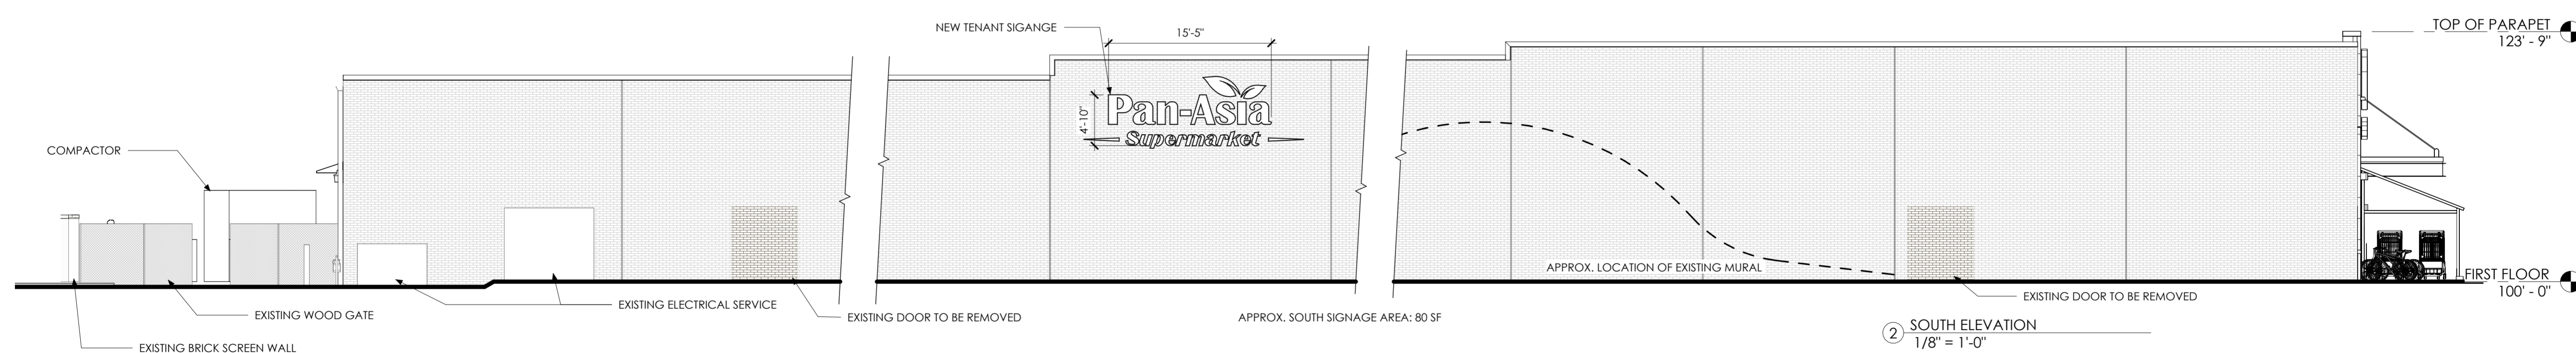 NEW TENANT SIGANGE
15'-5"
TOP OF PARAPET
123' - 9"
4'-10"
Pan-Asia
Supermarket
COMPACTOR
APPROX. LOCATION OF EXISTING MURAL
FIRST FLOOR
100' - 0"
EXISTING ELECTRICAL SERVICE
EXISTING DOOR TO BE REMOVED
EXISTING WOOD GATE
EXISTING DOOR TO BE REMOVED
APPROX. SOUTH SIGNAGE AREA: 80 SF
2 SOUTH ELEVATION
1/8" = 1'-0"
EXISTING BRICK SCREEN WALL